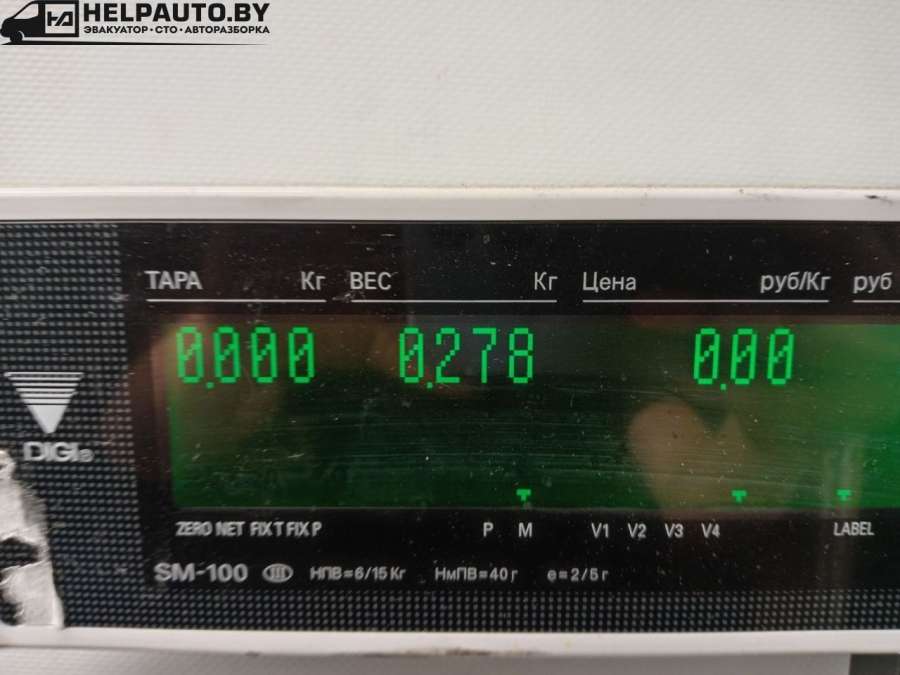 HELPAUTO.BY
ЭВАКУАТОР • СТО • АВТОРАЗБОРКА
ТАРА Кг ВЕС Кг Цена руб/Кг руб
0.000 0.278 0.00
DIGI®
ZERO NET FIX T FIX P P M V1 V2 V3 V4 LABEL
SM-100 III НПВ=6/15 Кг НмПВ=40 г e=2/5 г